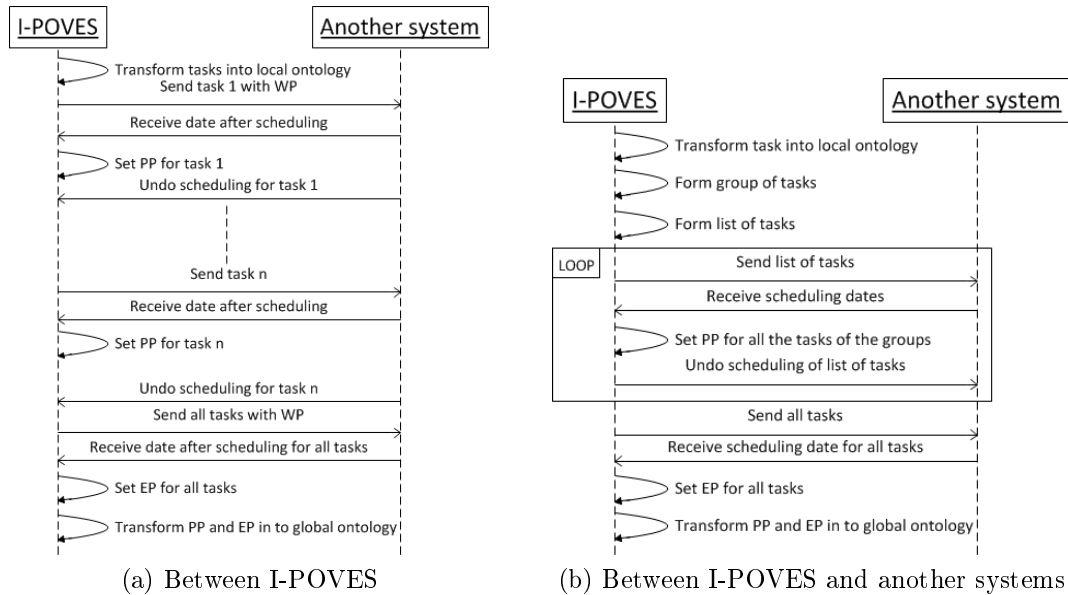 I-POVES
Another system
Transform tasks into local ontology
Send task 1 with WP
Receive date after scheduling
Set PP for task 1
Undo scheduling for task 1
Send task n
Receive date after scheduling
Set PP for task n
Undo scheduling for task n
Send all tasks with WP
Receive date after scheduling for all tasks
Set EP for all tasks
Transform PP and EP in to global ontology
(a) Between I-POVES
I-POVES
Another system
Transform task into local ontology
Form group of tasks
Form list of tasks
LOOP
Send list of tasks
Receive scheduling dates
Set PP for all the tasks of the groups
Undo scheduling of list of tasks
Send all tasks
Receive scheduling date for all tasks
Set EP for all tasks
Transform PP and EP in to global ontology
(b) Between I-POVES and another systems